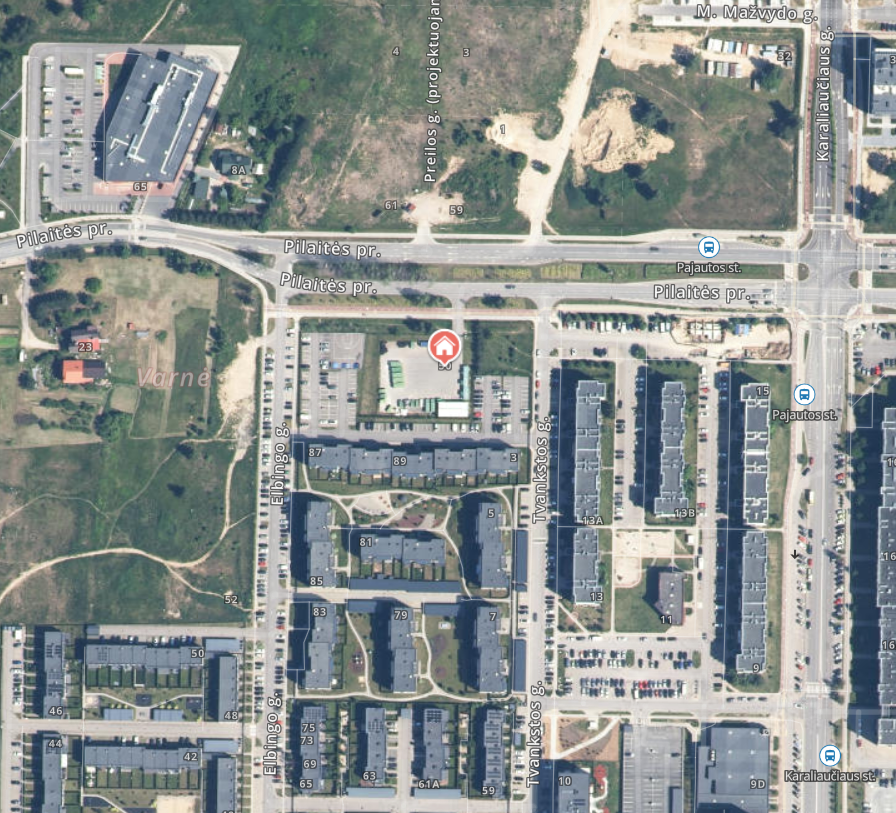 M. Mažvydo g.
Karaliaučiaus g.
Preilos g. (projektuojam
4
3
32
1
8A
65
61
59
Pilaitės pr.
Pilaitės pr.
Pajautos st.
Pilaitės pr.
Pilaitės pr.
23
Varnė
15
Pajautos st.
Elbingo g.
Tvankstos g.
87
89
3
13A
13B
5
81
85
13
52
83
79
7
11
50
9
46
48
Elbingo g.
Tvankstos g.
75
73
44
42
69
65
63
61A
59
10
9D
Karaliaučiaus st.